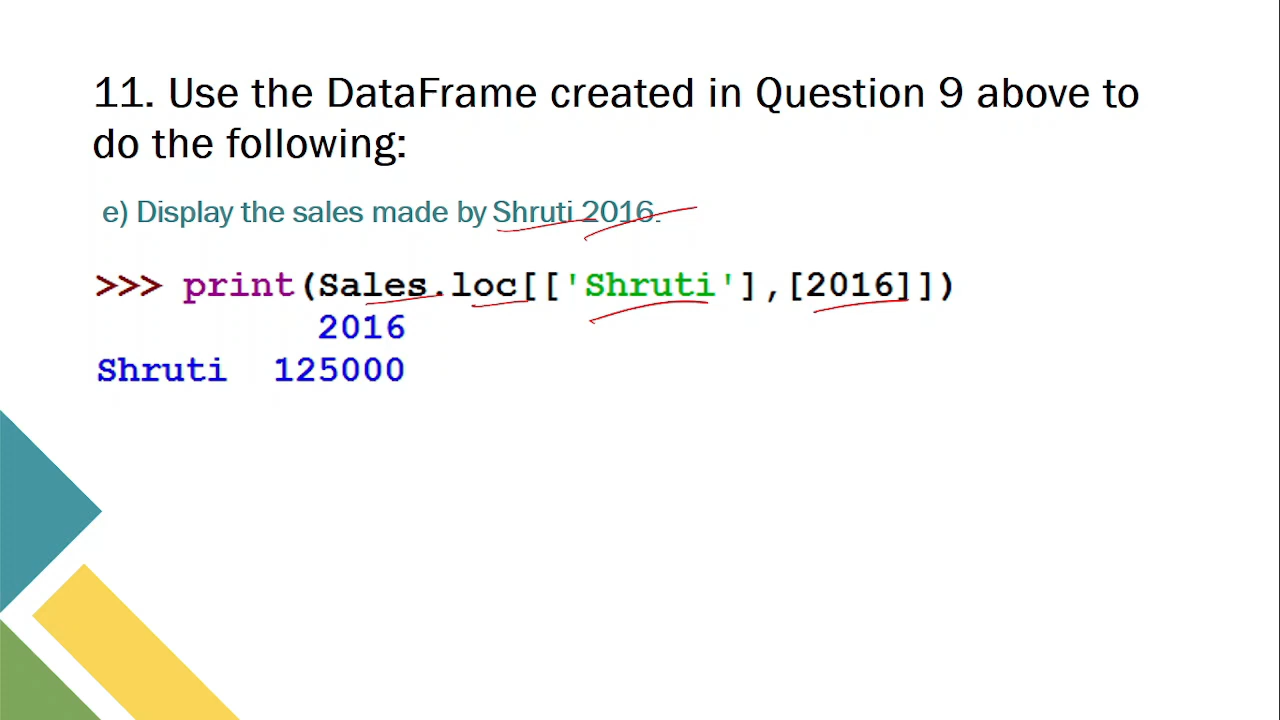 11. Use the DataFrame created in Question 9 above to
do the following:
e) Display the sales made by Shruti 2016.
>>> print(Sales.loc[['Shruti'],[2016]])
2016
Shruti 125000